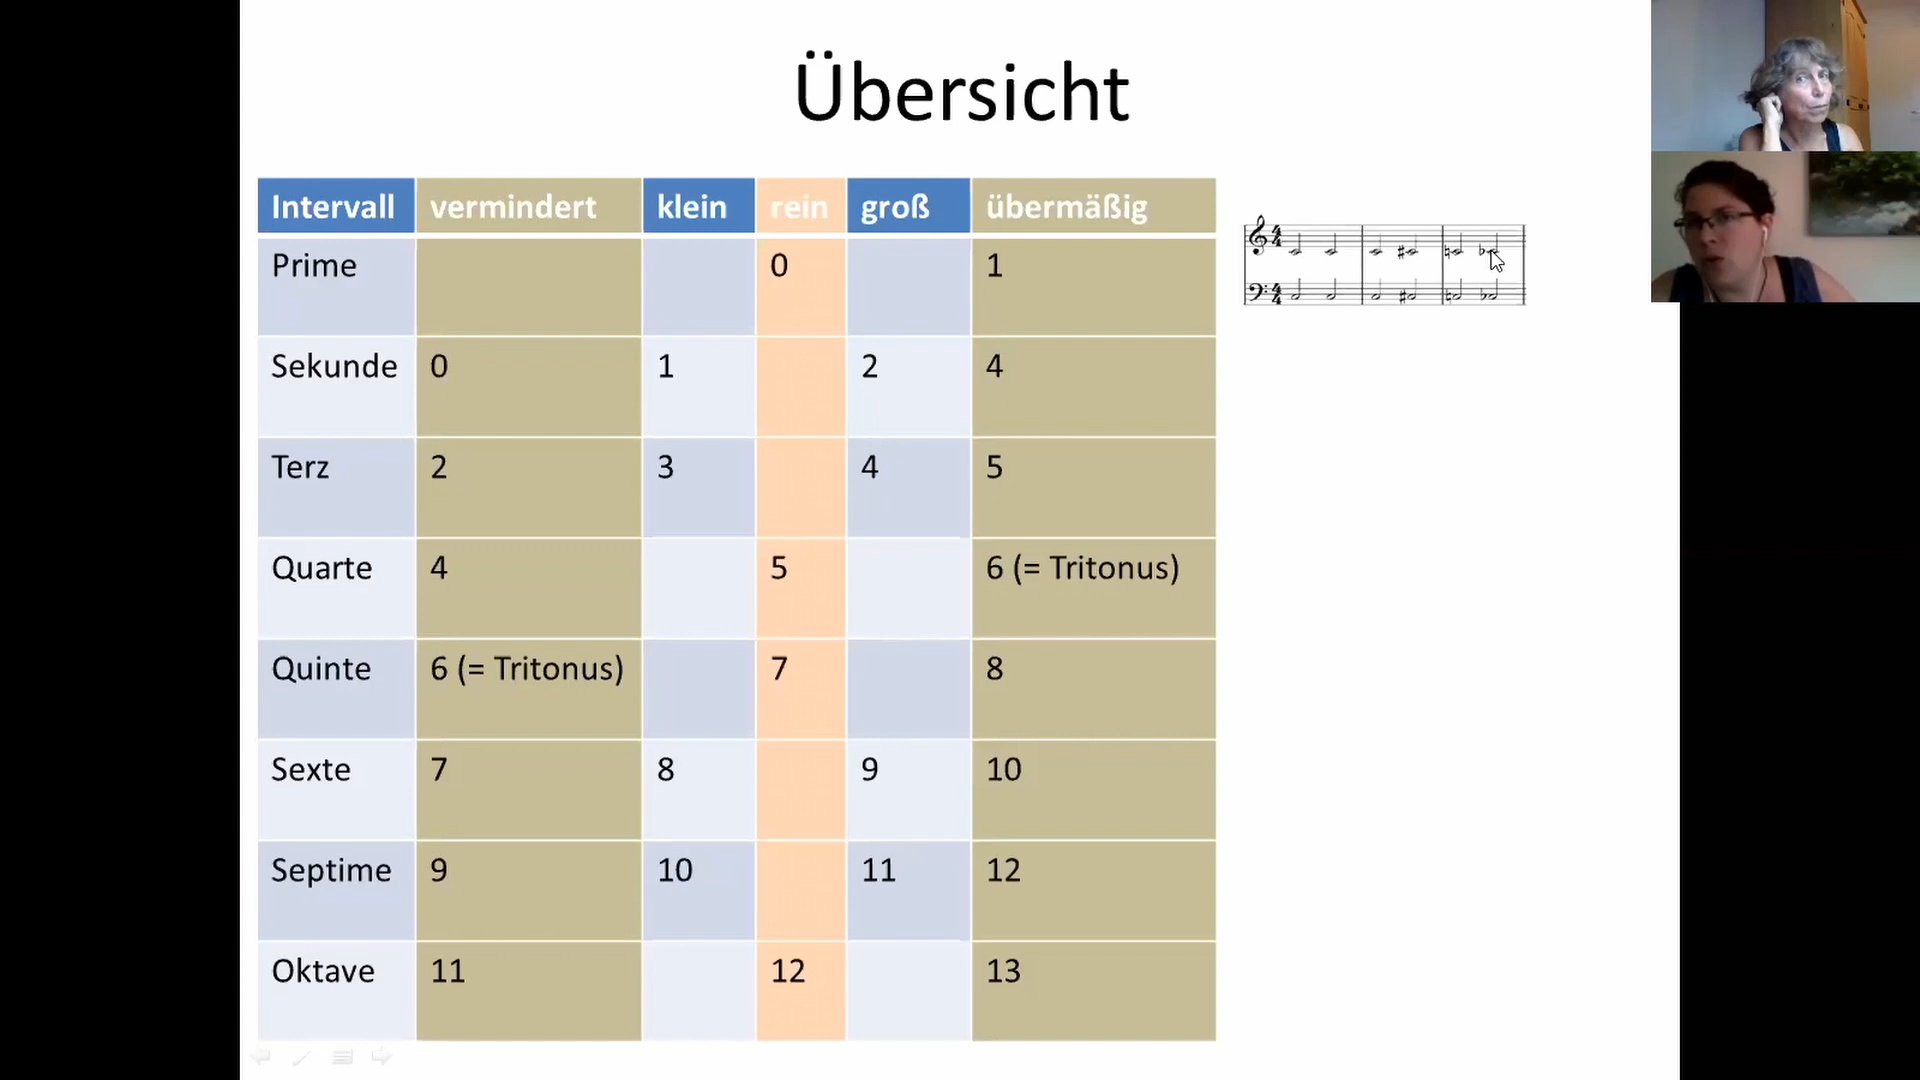 Übersicht
Intervall vermindert klein rein groß übermäßig
Prime 0 1
Sekunde 0 1 2 4
Terz 2 3 4 5
Quarte 4 5 6 (= Tritonus)
Quinte 6 (= Tritonus) 7 8
Sexte 7 8 9 10
Septime 9 10 11 12
Oktave 11 12 13